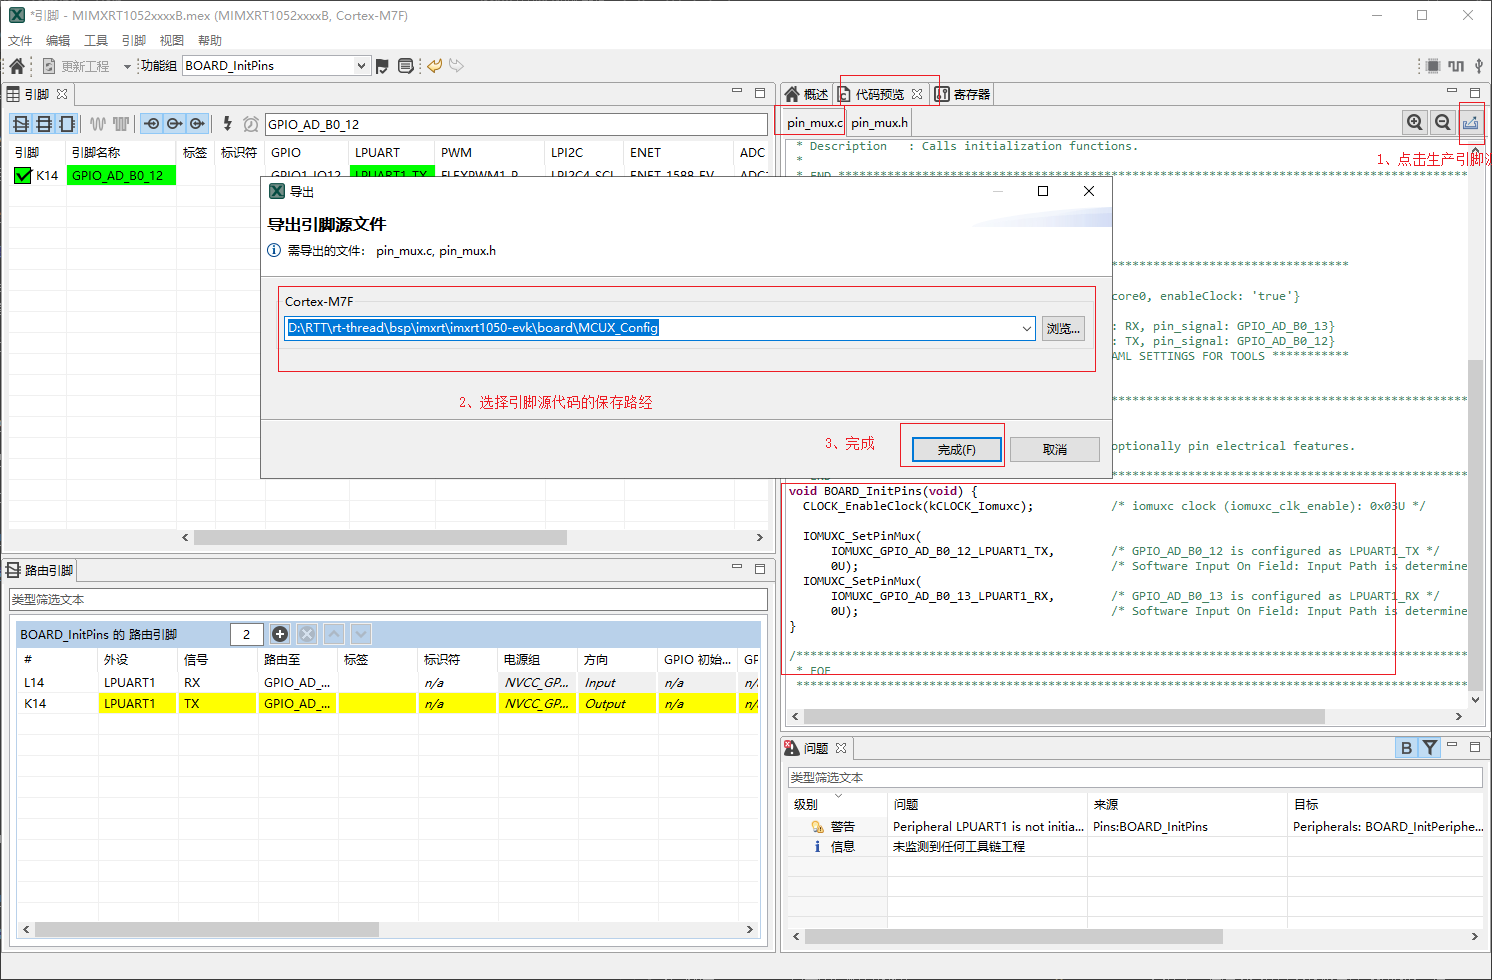 *引脚 - MIMXRT1052xxxxB.mex (MIMXRT1052xxxxB, Cortex-M7F)
文件 编辑 工具 引脚 视图 帮助
更新工程 功能组 BOARD_InitPins
引脚
GPIO_AD_B0_12
引脚 引脚名称 标签 标识符 GPIO LPUART PWM LPI2C ENET ADC
K14 GPIO_AD_B0_12
概述 代码预览 寄存器
pin_mux.c pin_mux.h
1、点击生产引脚
* Description   : Calls initialization functions.
*
导出
导出引脚源文件
需导出的文件: pin_mux.c, pin_mux.h
Cortex-M7F
D:\RTT\rt-thread\bsp\imxrt\imxrt1050-evk\board\MCUX_Config
浏览...
2、选择引脚源代码的保存路经
3、完成
完成(F) 取消
core0, enableClock: 'true'}
: RX, pin_signal: GPIO_AD_B0_13}
: TX, pin_signal: GPIO_AD_B0_12}
AML SETTINGS FOR TOOLS ***********
optionally pin electrical features.
void BOARD_InitPins(void) {
CLOCK_EnableClock(kCLOCK_Iomuxc); /* iomuxc clock (iomuxc_clk_enable): 0x03U */
IOMUXC_SetPinMux(
IOMUXC_GPIO_AD_B0_12_LPUART1_TX, /* GPIO_AD_B0_12 is configured as LPUART1_TX */
0U); /* Software Input On Field: Input Path is determine
IOMUXC_SetPinMux(
IOMUXC_GPIO_AD_B0_13_LPUART1_RX, /* GPIO_AD_B0_13 is configured as LPUART1_RX */
0U); /* Software Input On Field: Input Path is determine
}
* EOF
路由引脚
类型筛选文本
BOARD_InitPins 的 路由引脚 2
# 外设 信号 路由至 标签 标识符 电源组 方向 GPIO 初始... GP
L14 LPUART1 RX GPIO_AD_... n/a NVCC_GP... Input n/a n/
K14 LPUART1 TX GPIO_AD_... n/a NVCC_GP... Output n/a n/
问题
B
类型筛选文本
级别 问题 来源 目标
警告 Peripheral LPUART1 is not initia... Pins:BOARD_InitPins Peripherals: BOARD_InitPeriphe...
信息 未监测到任何工具链工程